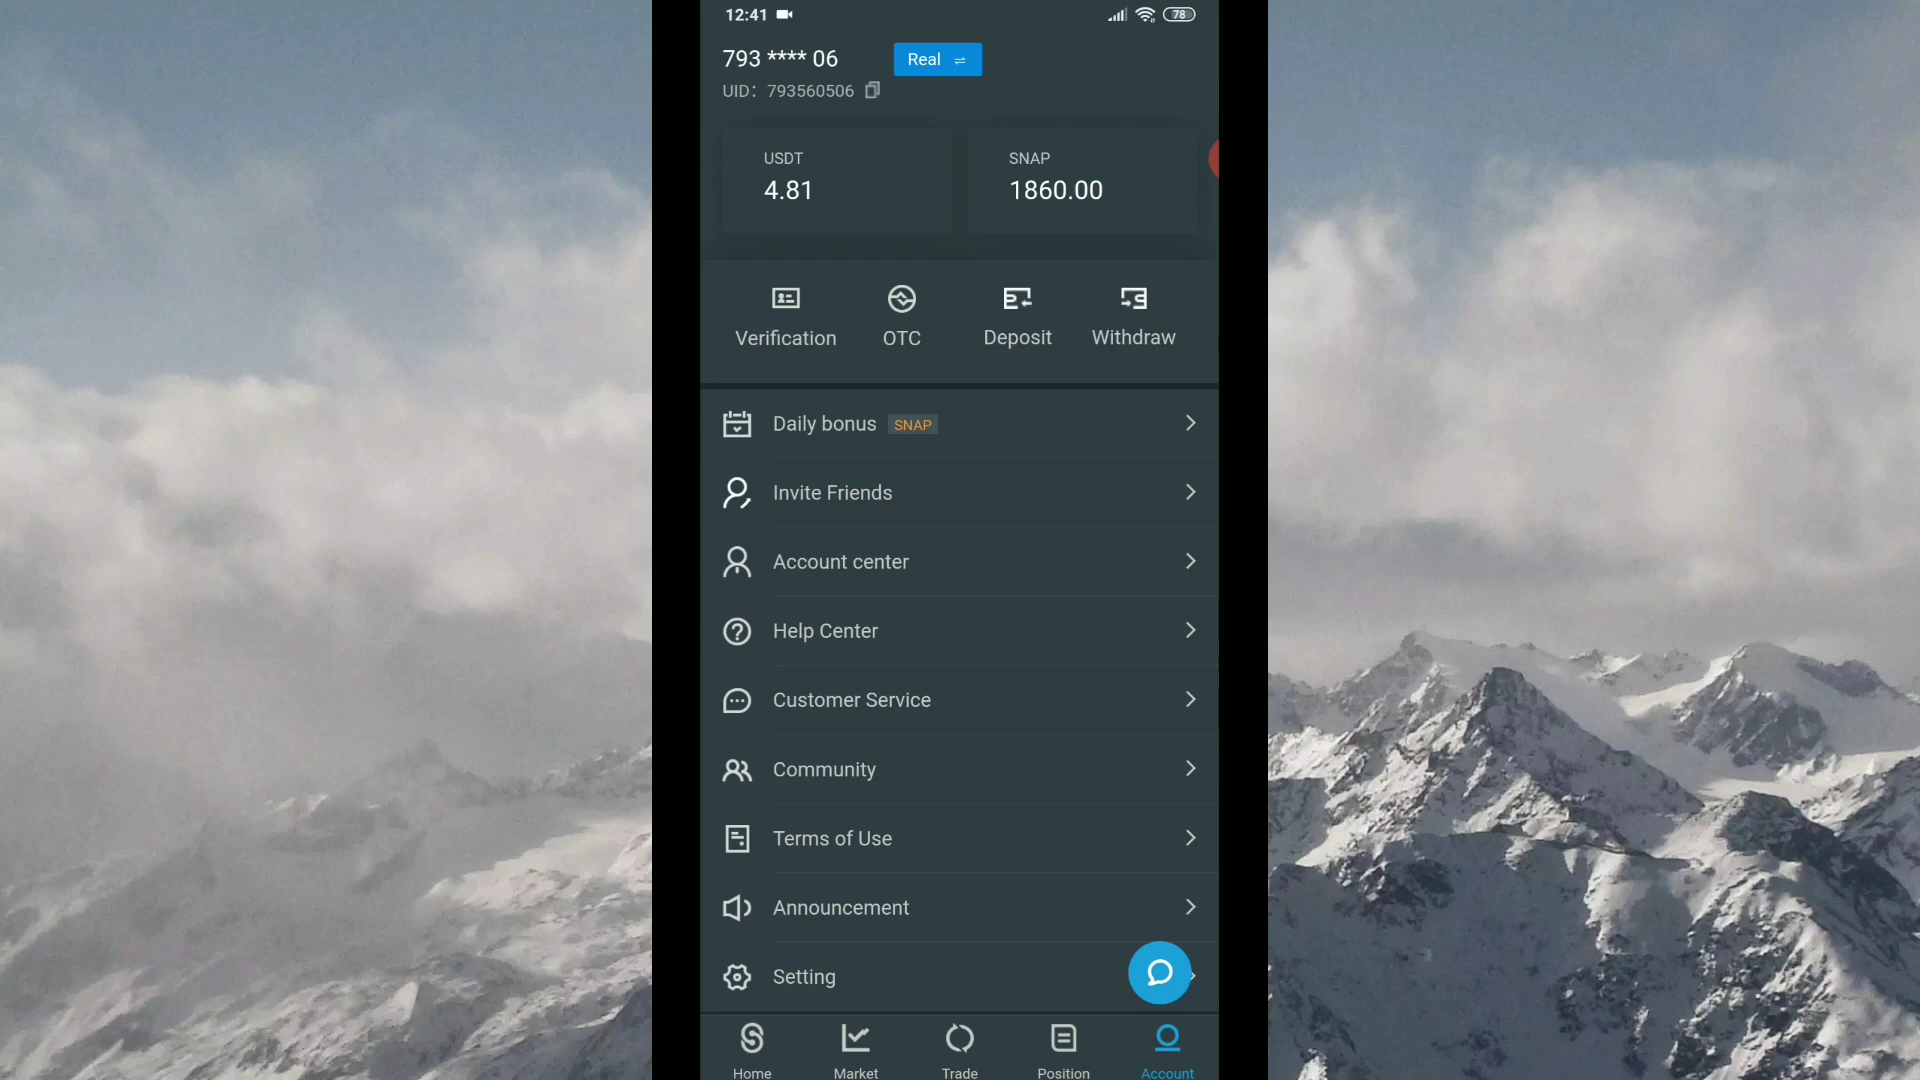 12:41
78
793 **** 06
Real
UID: 793560506
USDT
SNAP
4.81
1860.00
Verification
OTC
Deposit
Withdraw
Daily bonus SNAP
Invite Friends
Account center
Help Center
Customer Service
Community
Terms of Use
Announcement
Setting
Home
Market
Trade
Position
Account